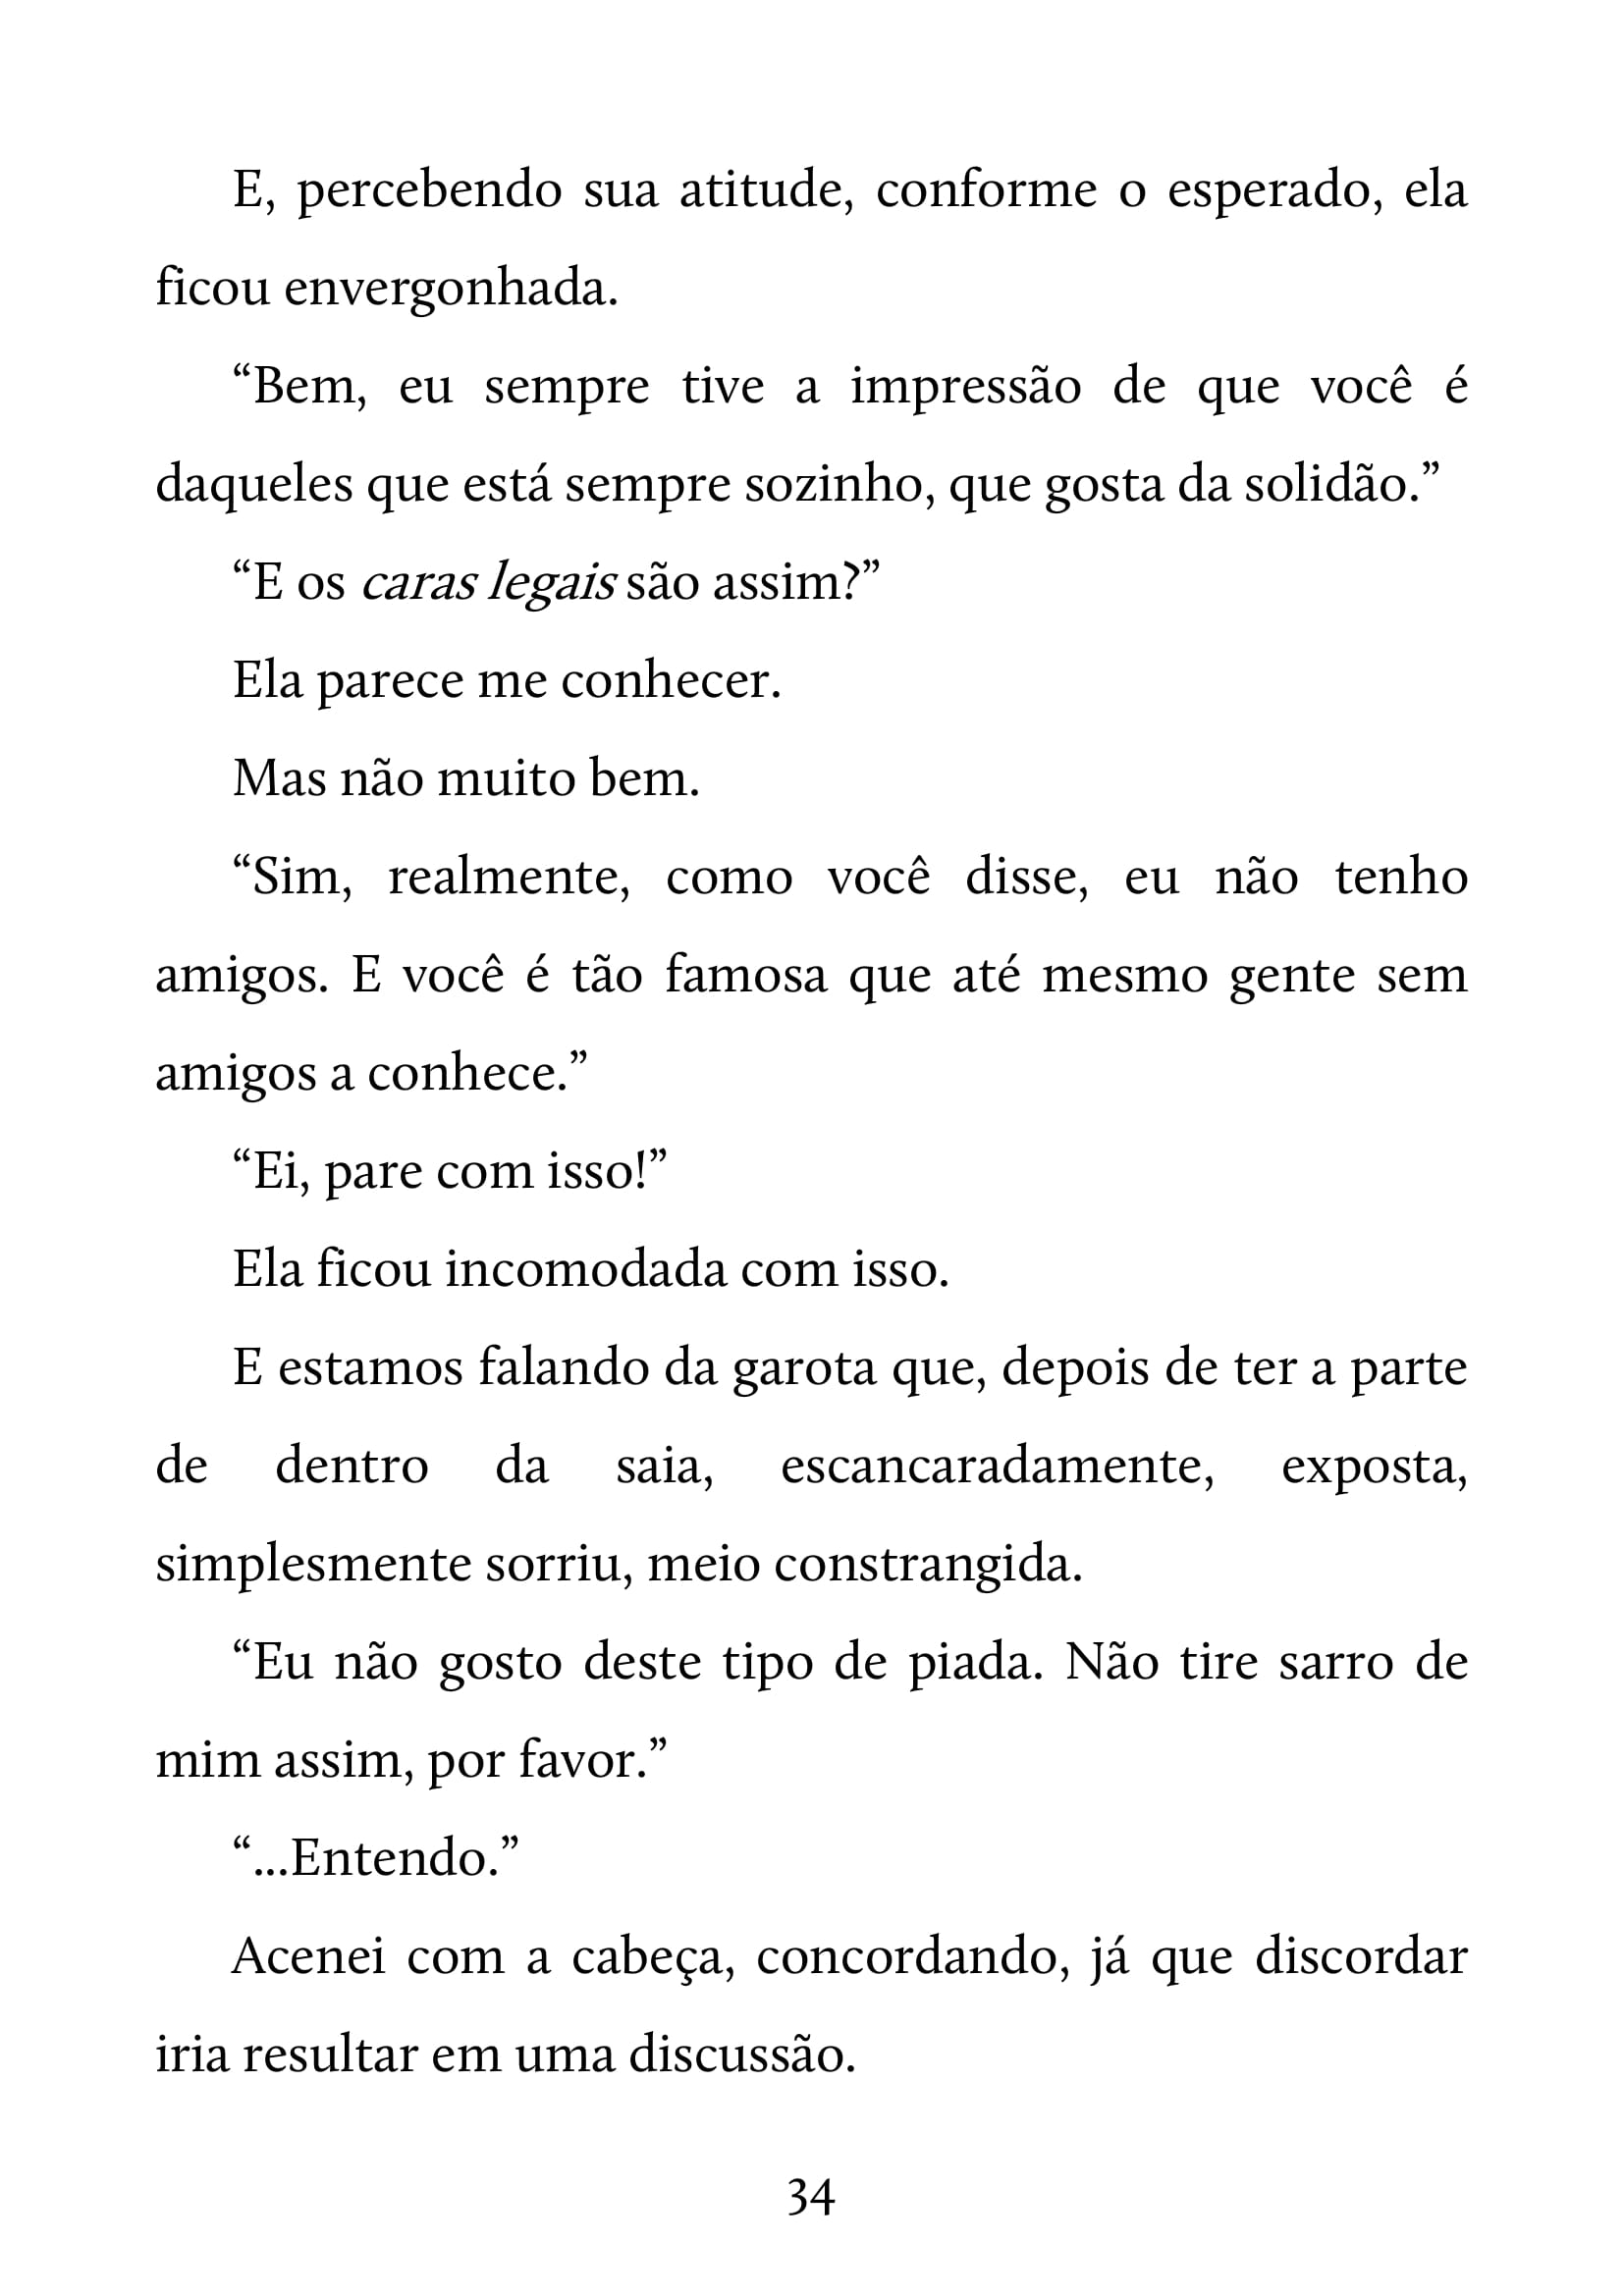 E, percebendo sua atitude, conforme o esperado, ela
ficou envergonhada.
“Bem, eu sempre tive a impressão de que você é
daqueles que está sempre sozinho, que gosta da solidão.”
“E os caras legais são assim?”
Ela parece me conhecer.
Mas não muito bem.
“Sim, realmente, como você disse, eu não tenho
amigos. E você é tão famosa que até mesmo gente sem
amigos a conhece.”
“Ei, pare com isso!”
Ela ficou incomodada com isso.
E estamos falando da garota que, depois de ter a parte
de dentro da saia, escancaradamente, exposta,
simplesmente sorriu, meio constrangida.
“Eu não gosto deste tipo de piada. Não tire sarro de
mim assim, por favor.”
“...Entendo.”
Acenei com a cabeça, concordando, já que discordar
iria resultar em uma discussão.
34